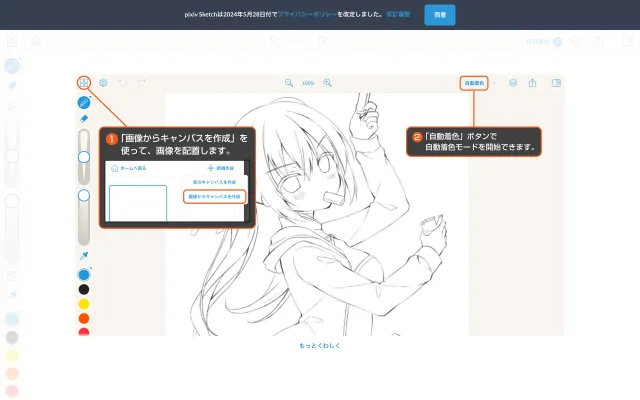 pixiv Sketchは2024年5月28日付でプライバシーポリシーを改定しました。 改訂履歴
同意
100%
自動着色
1 「画像からキャンバスを作成」を
使って、画像を配置します。
ホームへ戻る
新規作成
空のキャンバスを作成
画像からキャンバスを作成
2 「自動着色」ボタンで
自動着色モードを開始できます。
もっとくわしく